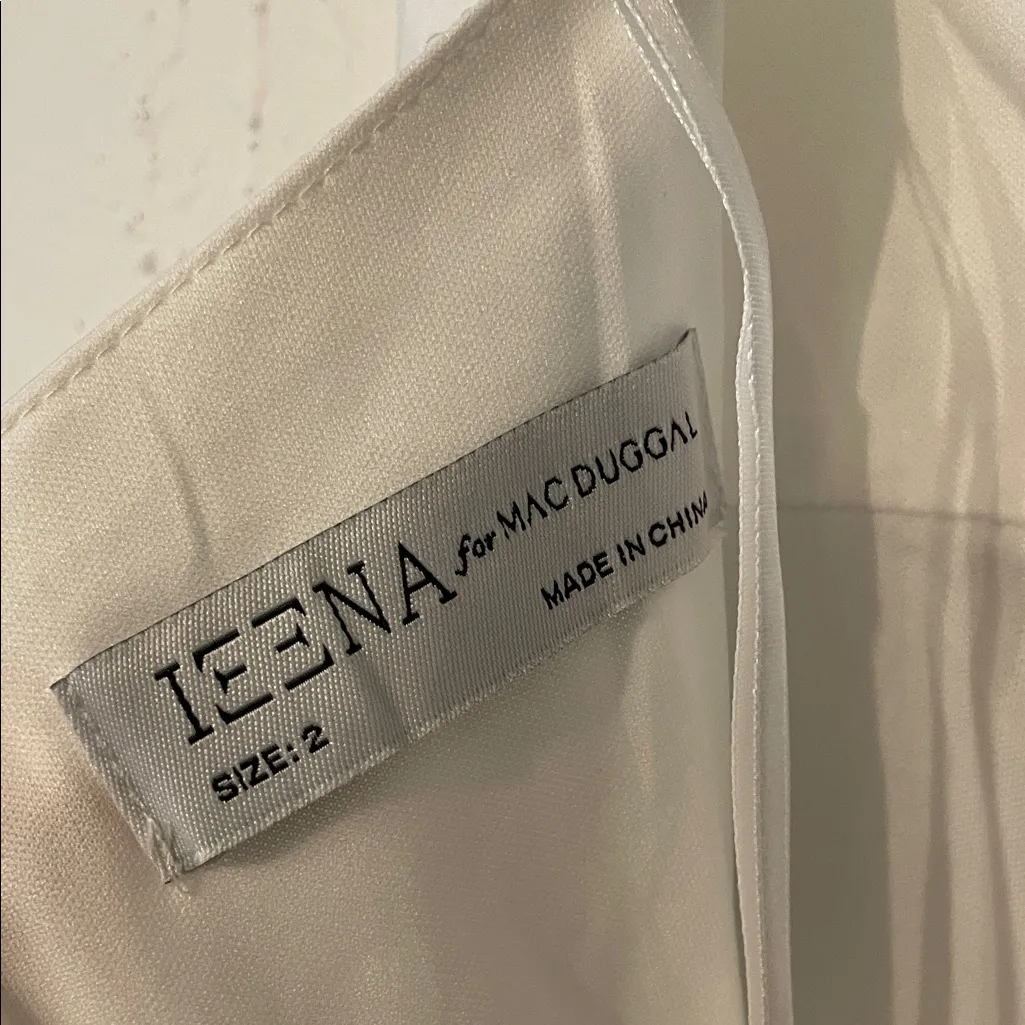 IEENA for MAC DUGGAL
MADE IN CHINA
SIZE: 2